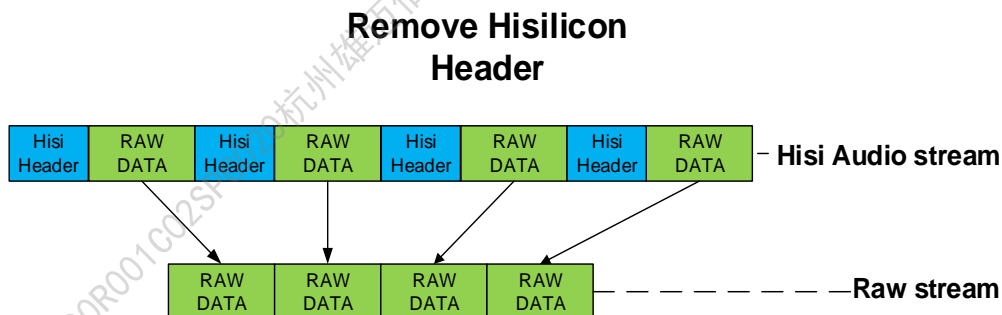 Remove Hisilicon
Header
Hisi Header RAW DATA Hisi Header RAW DATA Hisi Header RAW DATA Hisi Header RAW DATA
Hisi Audio stream
RAW DATA RAW DATA RAW DATA RAW DATA
Raw stream